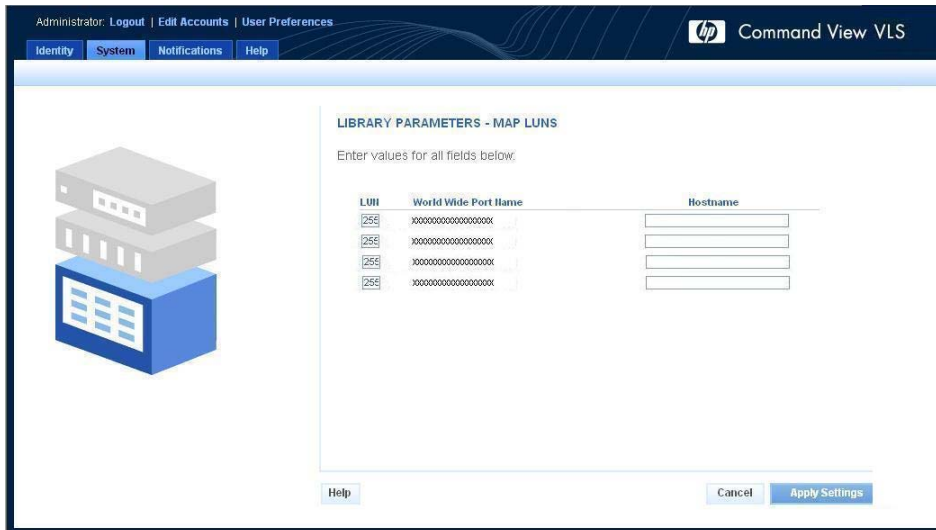 Administrator: Logout | Edit Accounts | User Preferences
hp Command View VLS
Identity System Notifications Help
LIBRARY PARAMETERS - MAP LUNS
Enter values for all fields below.
LUN World Wide Port Name Hostname
255
255
255
255
Help Cancel Apply Settings